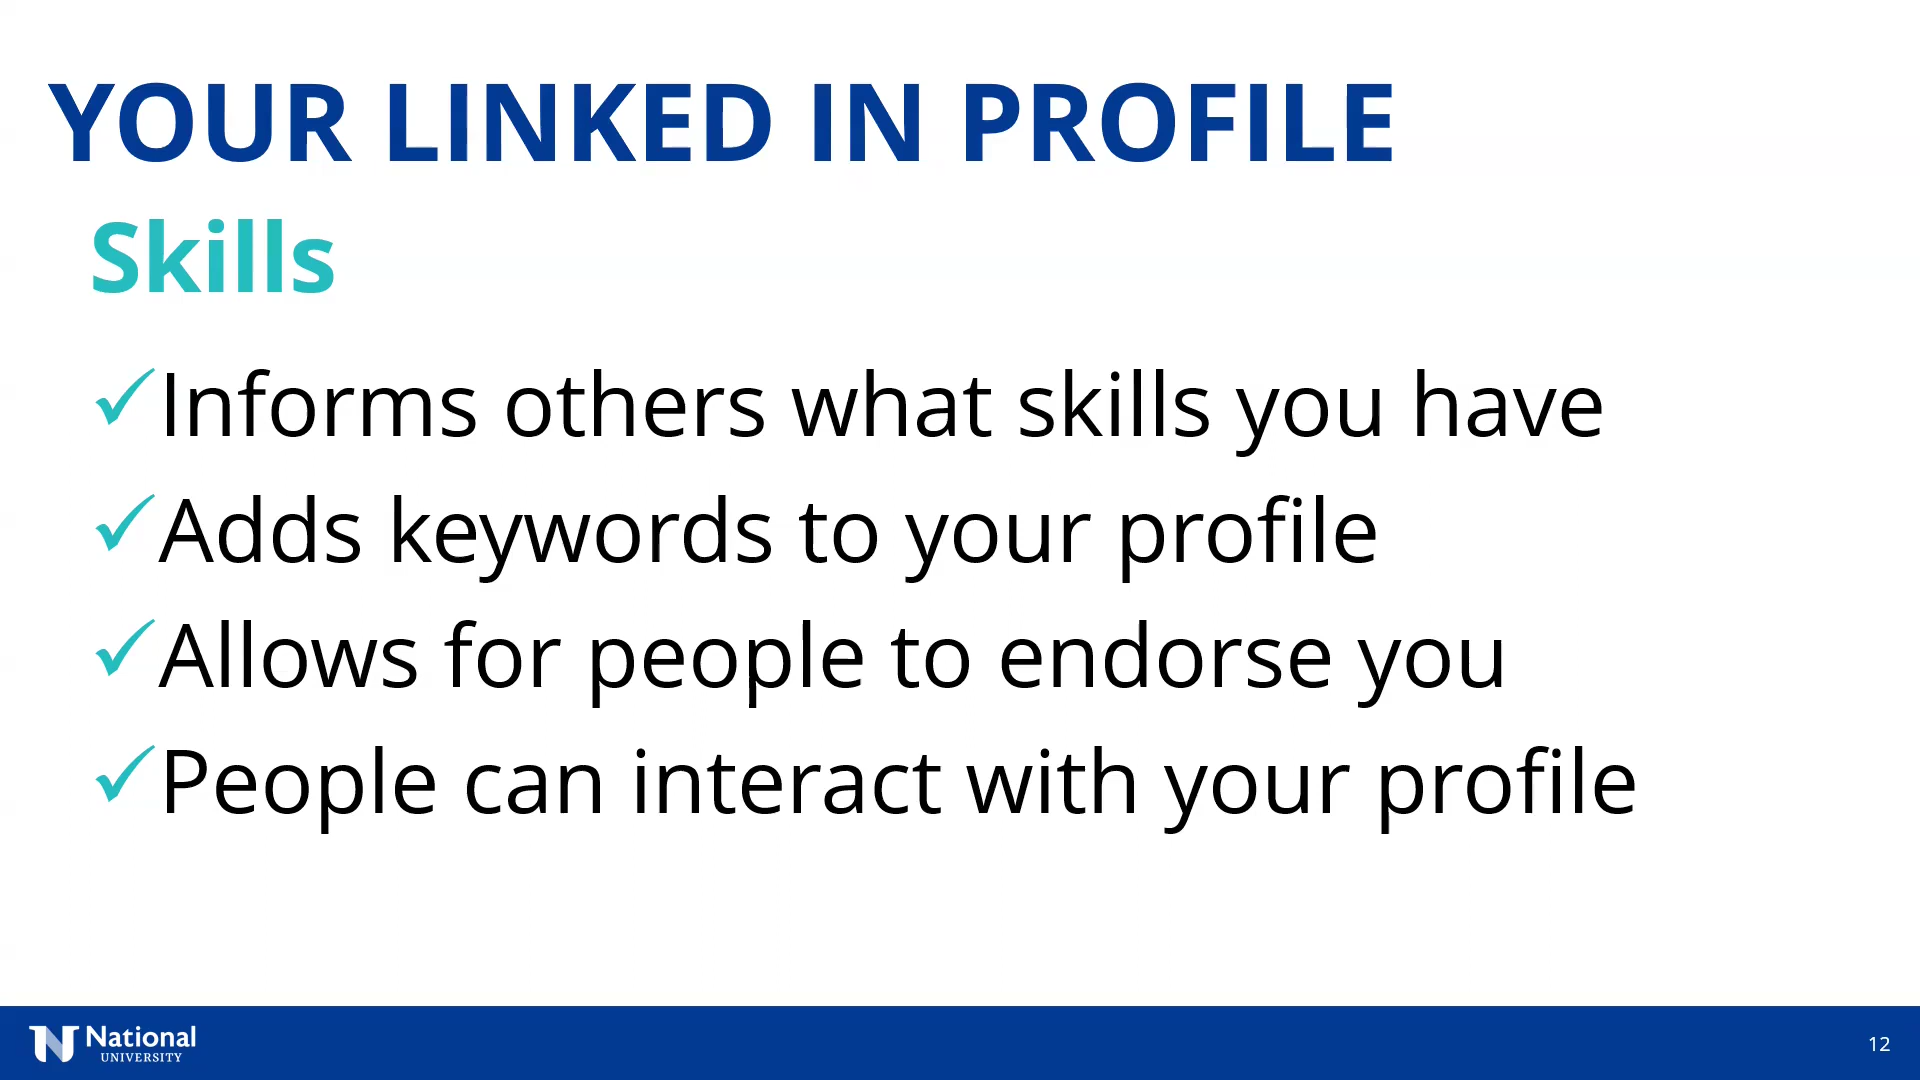 YOUR LINKED IN PROFILE
Skills
✓Informs others what skills you have
✓Adds keywords to your profile
✓Allows for people to endorse you
✓People can interact with your profile
National
UNIVERSITY
12